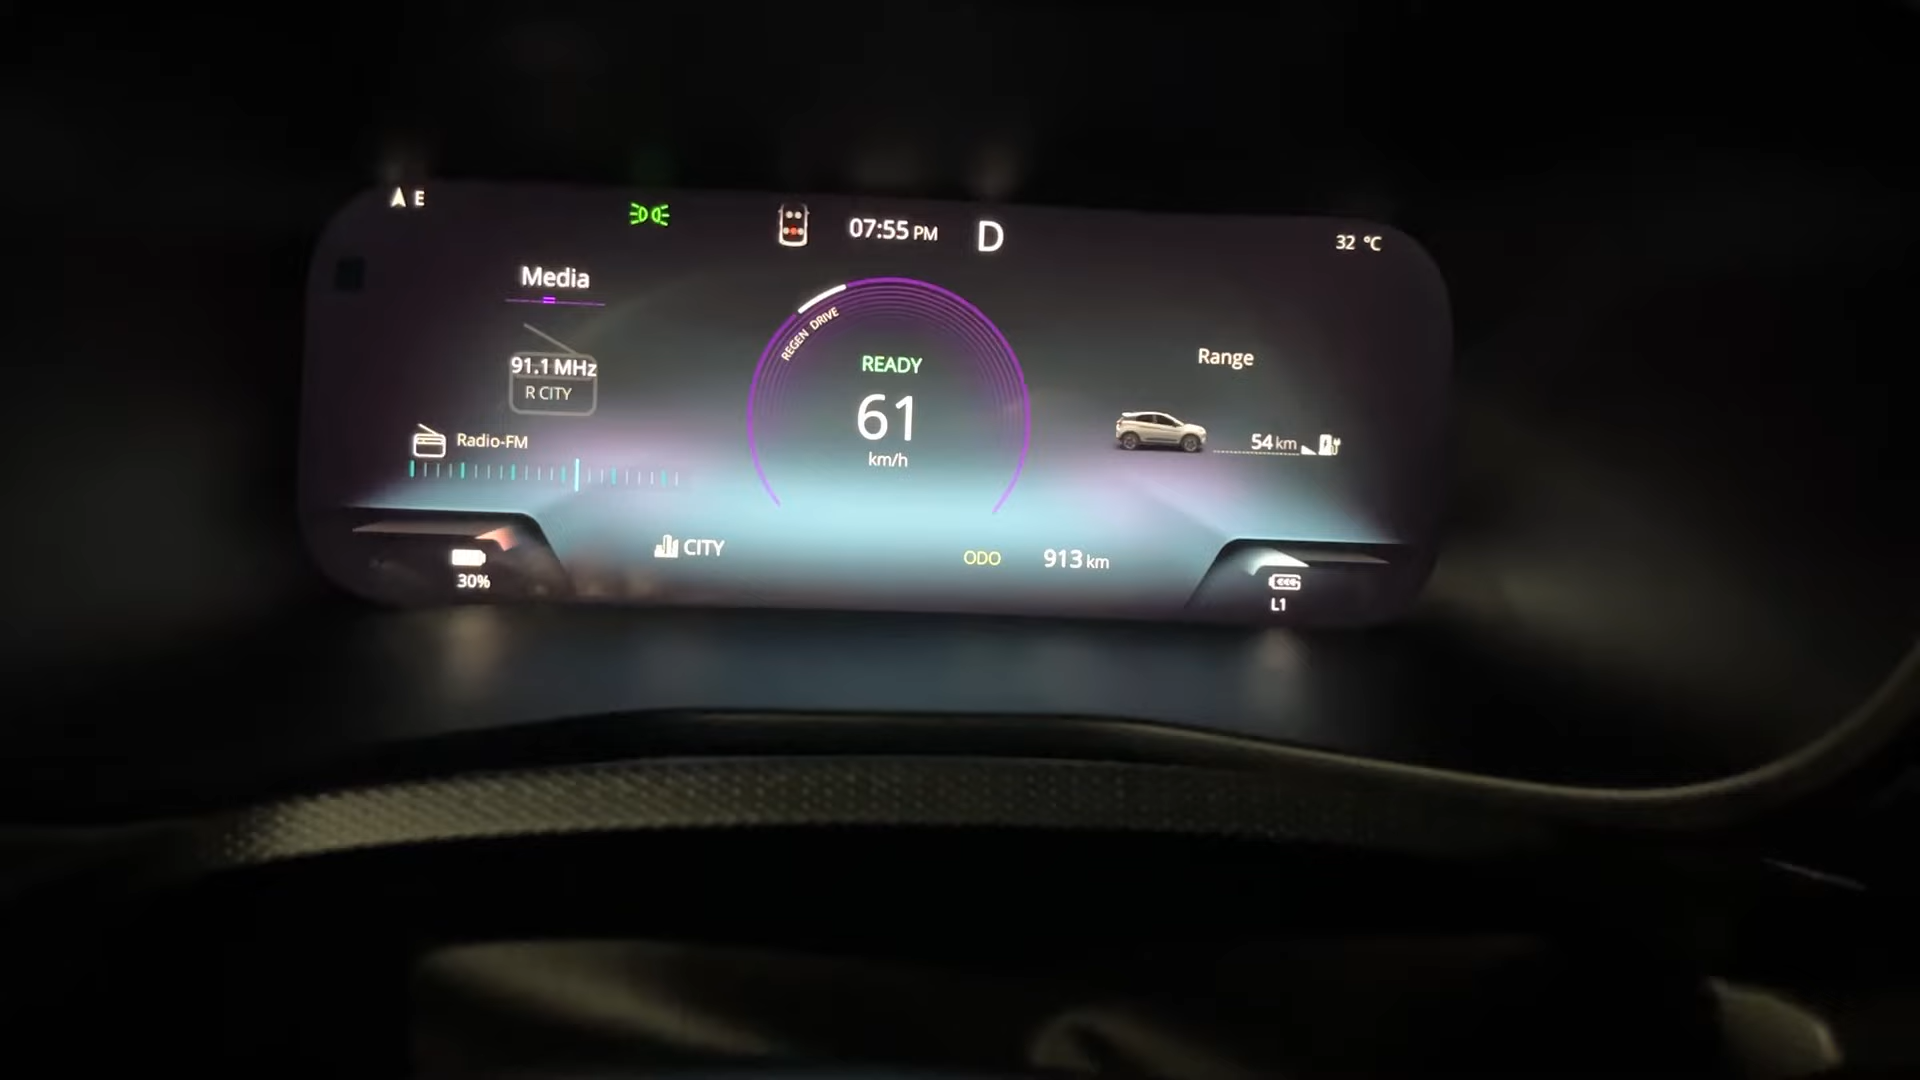 E
07:55 PM
D
32 °C
Media
91.1 MHz
R CITY
Radio-FM
REGEN DRIVE
READY
61
km/h
Range
54 km
30%
CITY
ODO 913 km
L1